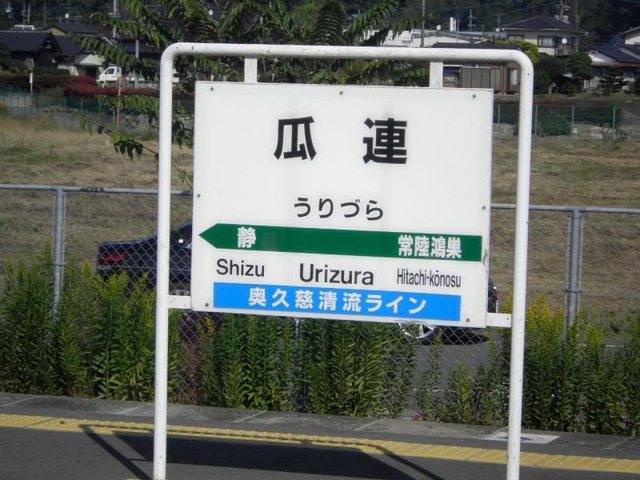 瓜連
うりづら
静 常陸鴻巣
Shizu Urizura Hitachi-kōnosu
奥久慈清流ライン